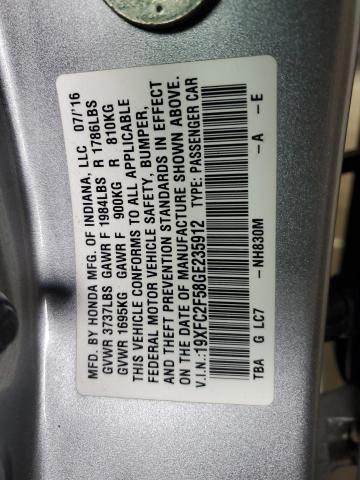 MFD. BY HONDA MFG. OF INDIANA, LLC 07/'16
GVWR 3737LBS GAWR F 1984LBS R 1786LBS
GVWR 1695KG GAWR F 900KG R 810KG
THIS VEHICLE CONFORMS TO ALL APPLICABLE
FEDERAL MOTOR VEHICLE SAFETY, BUMPER,
AND THEFT PREVENTION STANDARDS IN EFFECT
ON THE DATE OF MANUFACTURE SHOWN ABOVE.
V.I.N.:19XFC2F58GE235912 TYPE: PASSENGER CAR
TBA G LC7 -NH830M -A -E